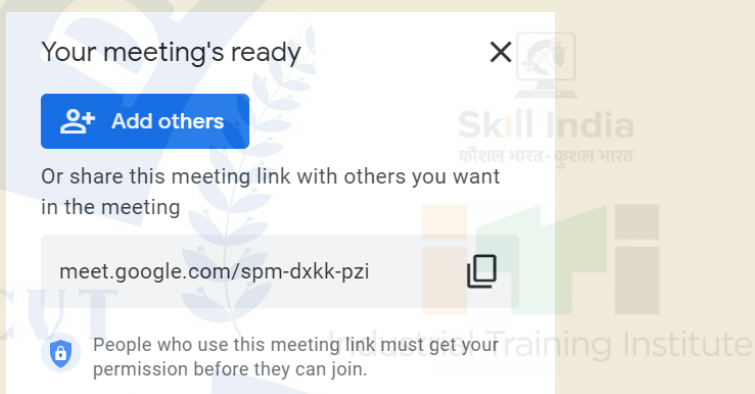 Your meeting's ready
Add others
Or share this meeting link with others you want
in the meeting
meet.google.com/spm-dxkk-pzi
People who use this meeting link must get your
permission before they can join.
Skill India
कौशल भारत - कुशल भारत
iTi
Industrial Training Institute